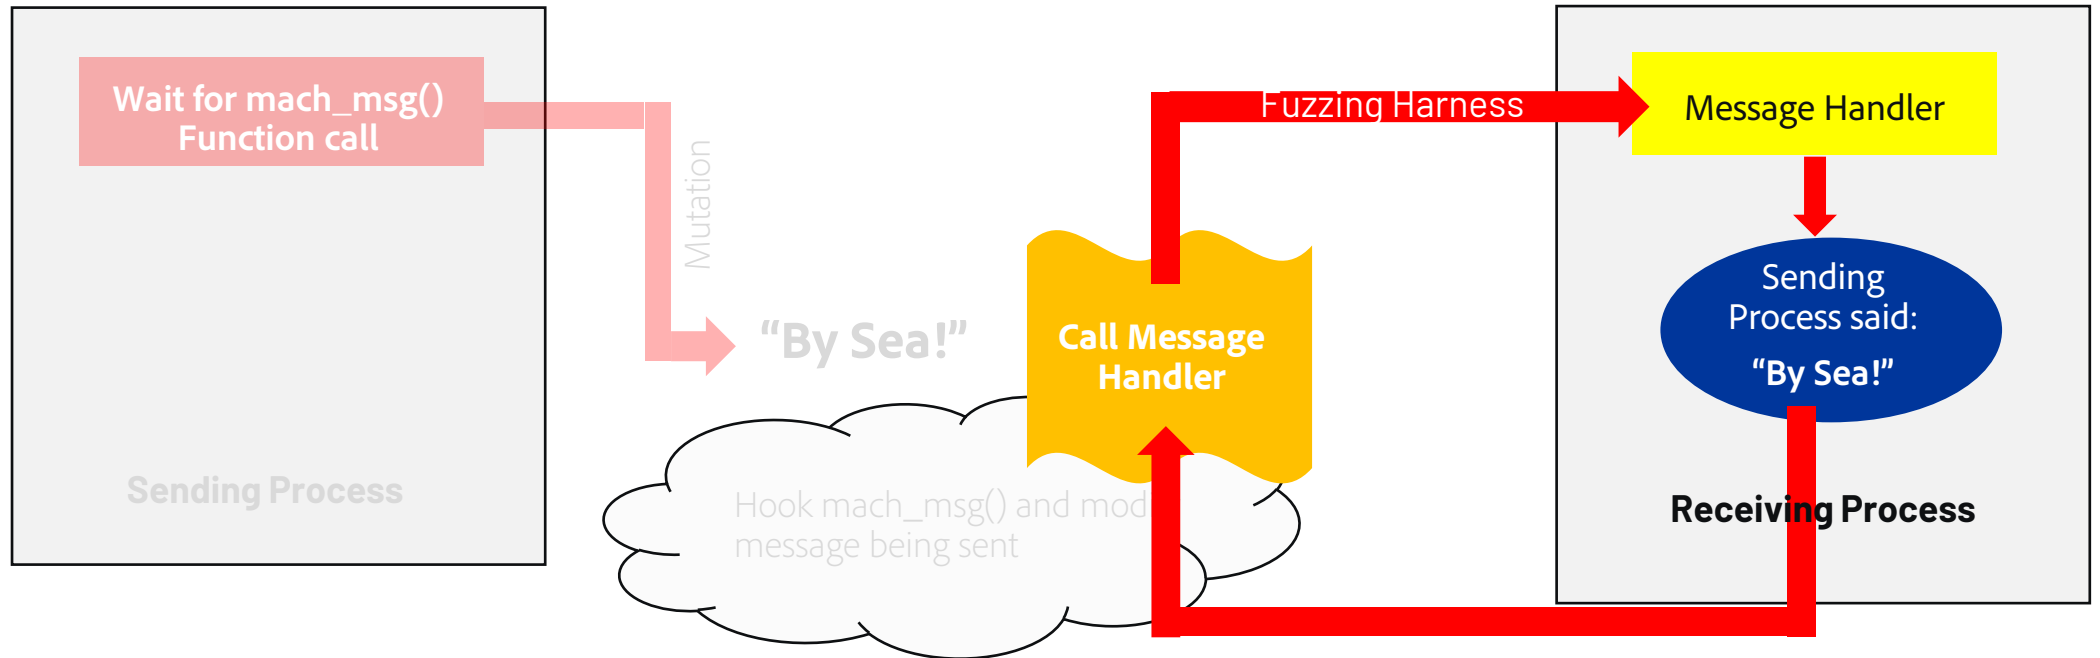 Wait for mach_msg()
Function call
Sending Process
Mutation
“By Sea!”
Hook mach_msg() and mod
message being sent
Call Message
Handler
Fuzzing Harness
Message Handler
Sending
Process said:
“By Sea!”
Receiving Process